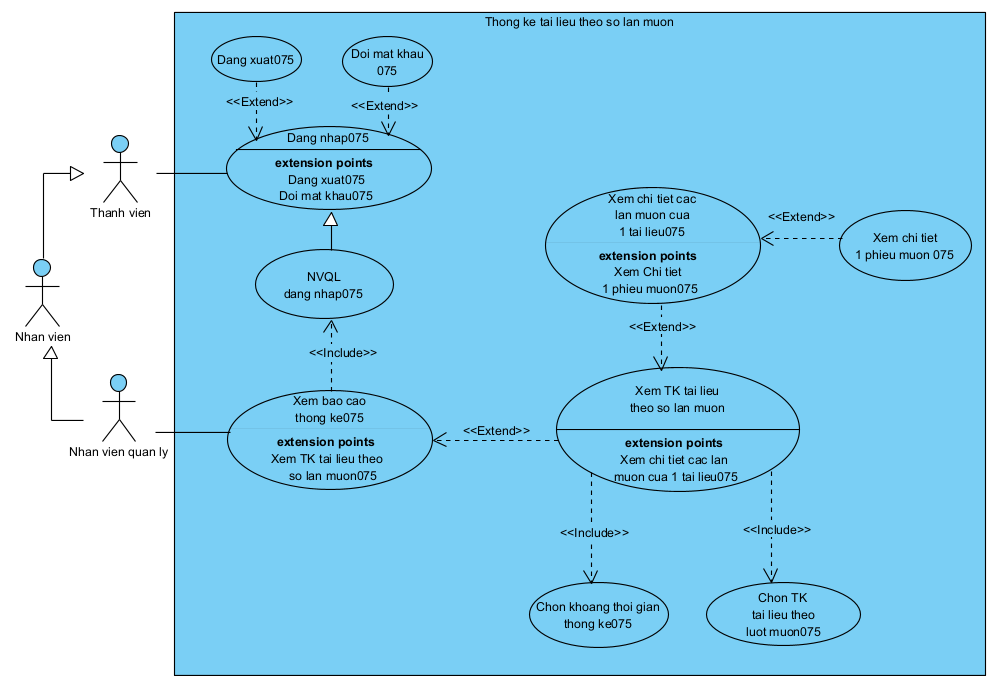 Thong ke tai lieu theo so lan muon
Dang xuat075
Doi mat khau
075
<<Extend>>
<<Extend>>
Dang nhap075
extension points
Dang xuat075
Doi mat khau075
Thanh vien
Xem chi tiet cac
lan muon cua
1 tai lieu075
extension points
Xem Chi tiet
1 phieu muon075
<<Extend>>
Xem chi tiet
1 phieu muon 075
NVQL
dang nhap075
Nhan vien
<<Extend>>
<<Include>>
Xem bao cao
thong ke075
extension points
Xem TK tai lieu theo
so lan muon075
Nhan vien quan ly
<<Extend>>
Xem TK tai lieu
theo so lan muon
extension points
Xem chi tiet cac lan
muon cua 1 tai lieu075
<<Include>>
<<Include>>
Chon khoang thoi gian
thong ke075
Chon TK
tai lieu theo
luot muon075